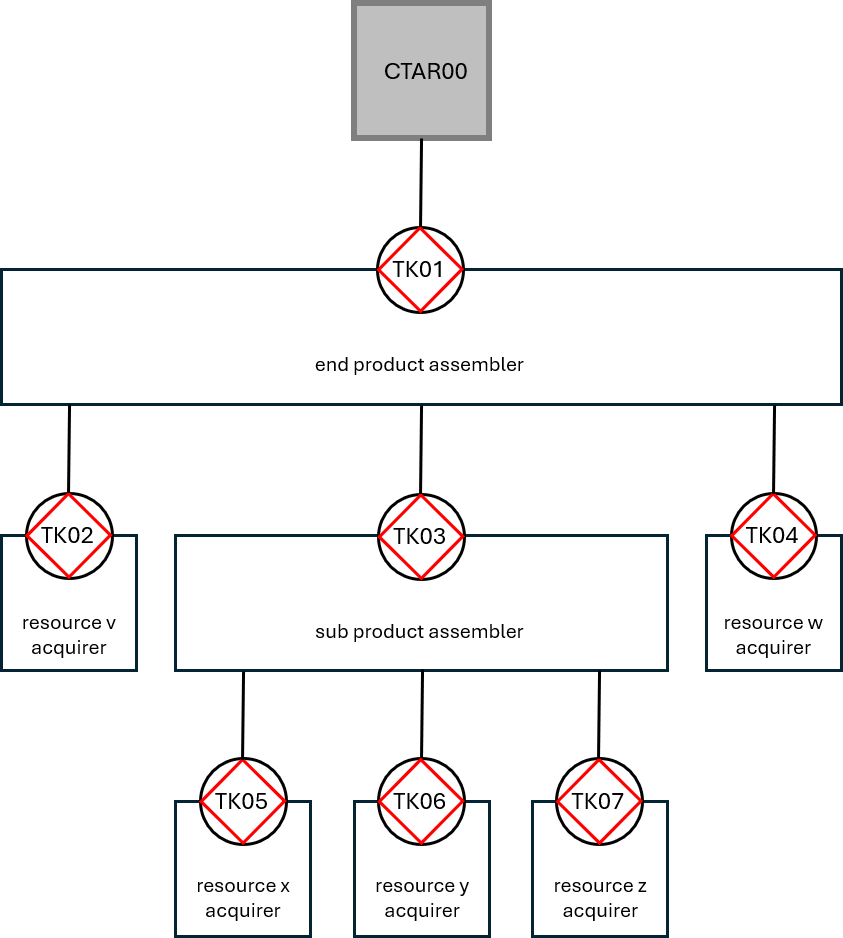 CTAR00
TK01
end product assembler
TK02
TK03
TK04
resource v
acquirer
sub product assembler
resource w
acquirer
TK05
TK06
TK07
resource x
acquirer
resource y
acquirer
resource z
acquirer